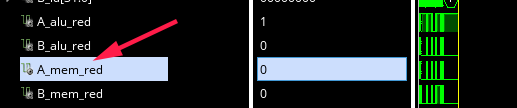 A_alu_red 1
B_alu_red 0
A_mem_red 0
B_mem_red 0